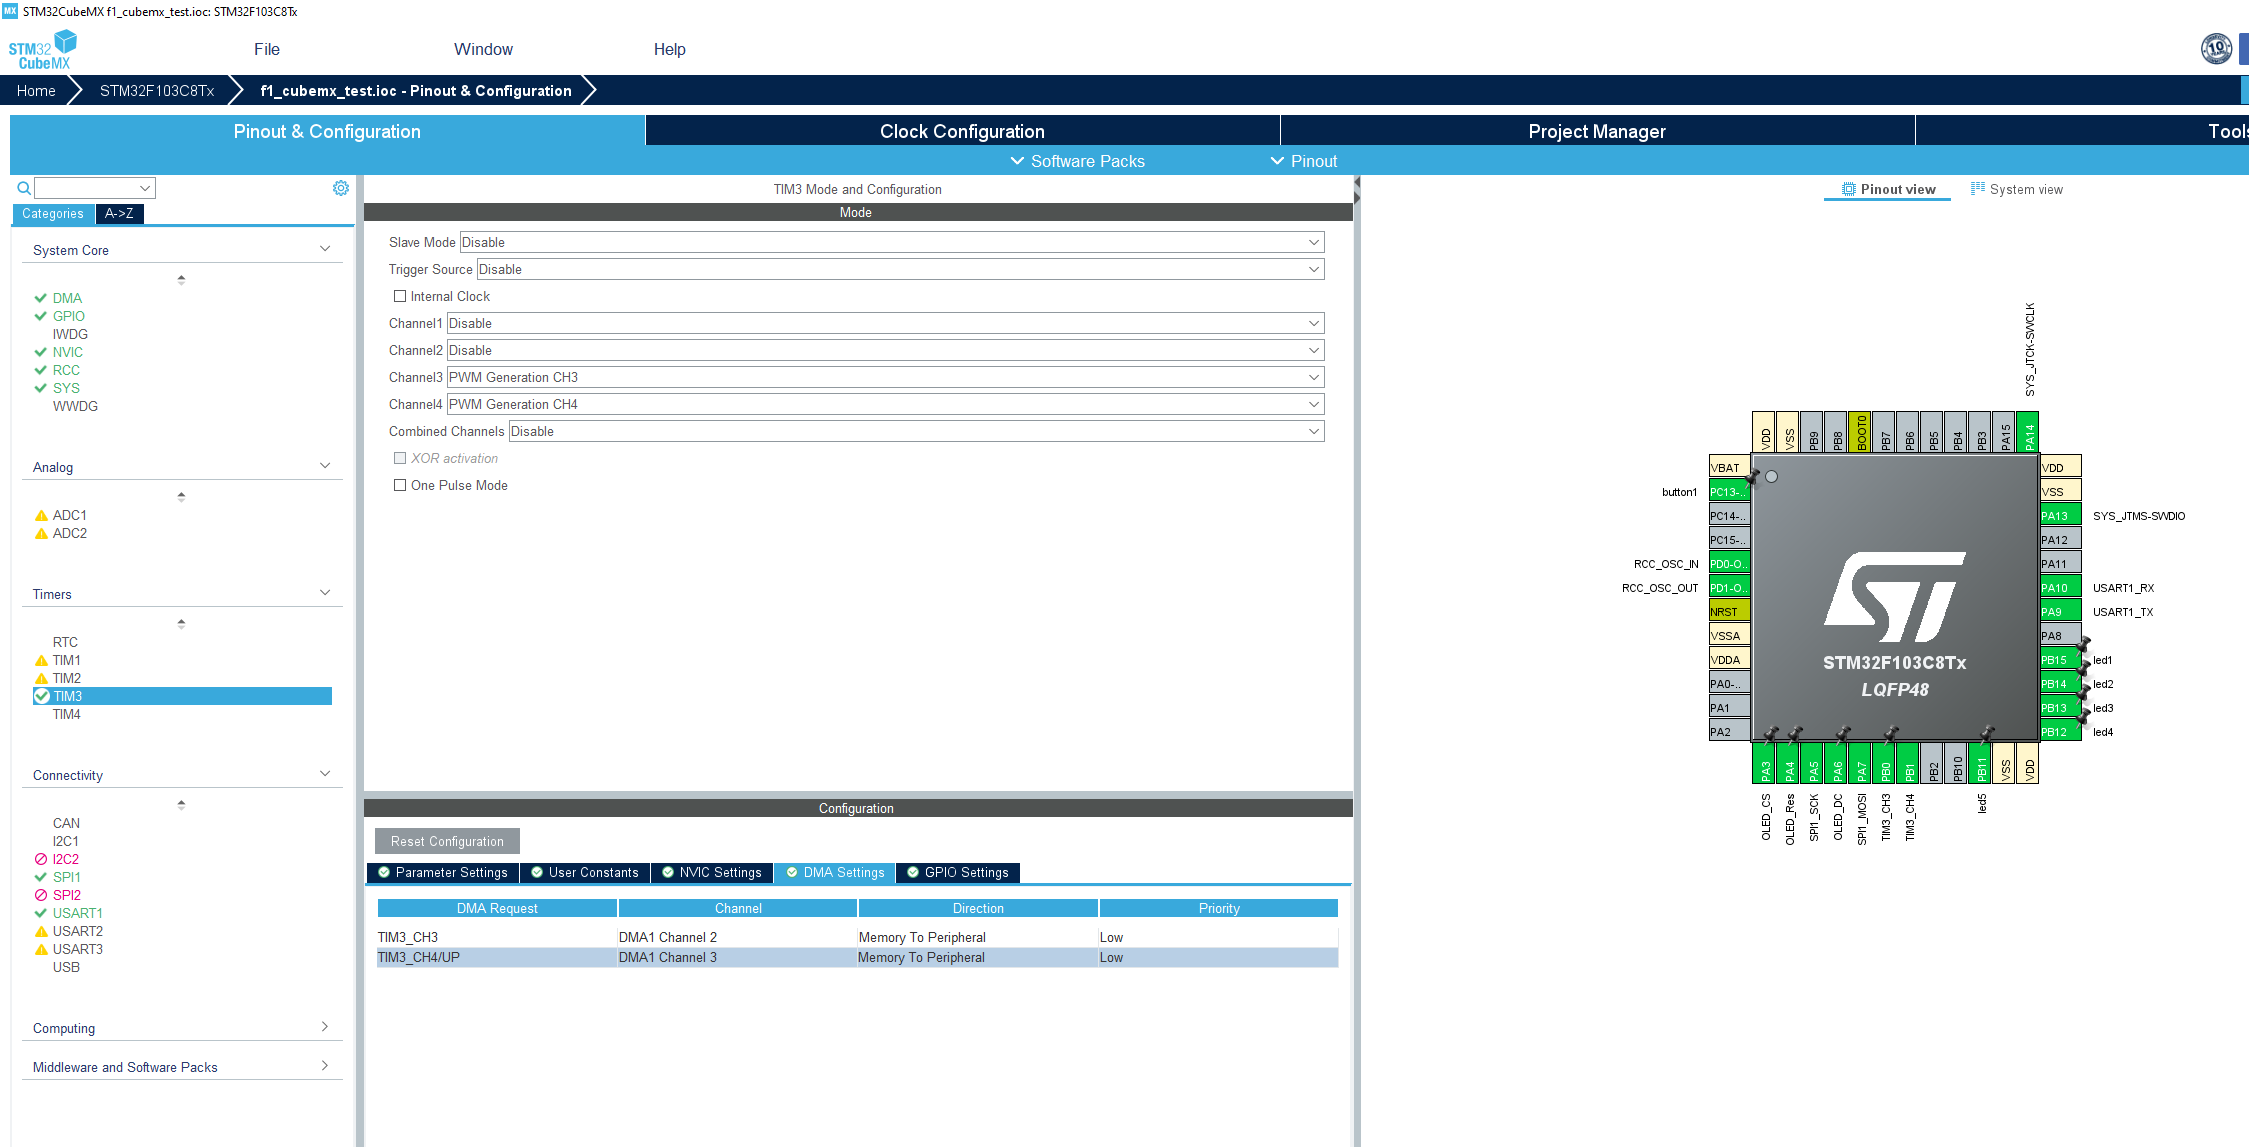 STM32CubeMX f1_cubemx_test.ioc: STM32F103C8Tx
STM32
CubeMX
File
Window
Help
10
Home
STM32F103C8Tx
f1_cubemx_test.ioc - Pinout & Configuration
Pinout & Configuration
Clock Configuration
Project Manager
Tools
Software Packs
Pinout
Categories
A->Z
System Core
DMA
GPIO
IWDG
NVIC
RCC
SYS
WWDG
Analog
ADC1
ADC2
Timers
RTC
TIM1
TIM2
TIM3
TIM4
Connectivity
CAN
I2C1
I2C2
SPI1
SPI2
USART1
USART2
USART3
USB
Computing
Middleware and Software Packs
TIM3 Mode and Configuration
Mode
Slave Mode Disable
Trigger Source Disable
Internal Clock
Channel1 Disable
Channel2 Disable
Channel3 PWM Generation CH3
Channel4 PWM Generation CH4
Combined Channels Disable
XOR activation
One Pulse Mode
Configuration
Reset Configuration
Parameter Settings
User Constants
NVIC Settings
DMA Settings
GPIO Settings
DMA Request Channel Direction Priority
TIM3_CH3 DMA1 Channel 2 Memory To Peripheral Low
TIM3_CH4/UP DMA1 Channel 3 Memory To Peripheral Low
Pinout view
System view
SYS_JTCK-SWCLK
VDD VSS PB9 PB8 BOOT0 PB7 PB6 PB5 PB4 PB3 PA15 PA14
VBAT
button1 PC13-..
PC14-..
PC15-..
RCC_OSC_IN PD0-O..
RCC_OSC_OUT PD1-O..
NRST
VSSA
VDDA
PA0-..
PA1
PA2
STM32F103C8Tx
LQFP48
VDD
VSS
PA13 SYS_JTMS-SWDIO
PA12
PA11
PA10 USART1_RX
PA9 USART1_TX
PA8
PB15 led1
PB14 led2
PB13 led3
PB12 led4
PA3 PA4 PA5 PA6 PA7 PB0 PB1 PB2 PB10 PB11 VSS VDD
OLED_CS OLED_Res SPI1_SCK OLED_DC SPI1_MOSI TIM3_CH3 TIM3_CH4 led5